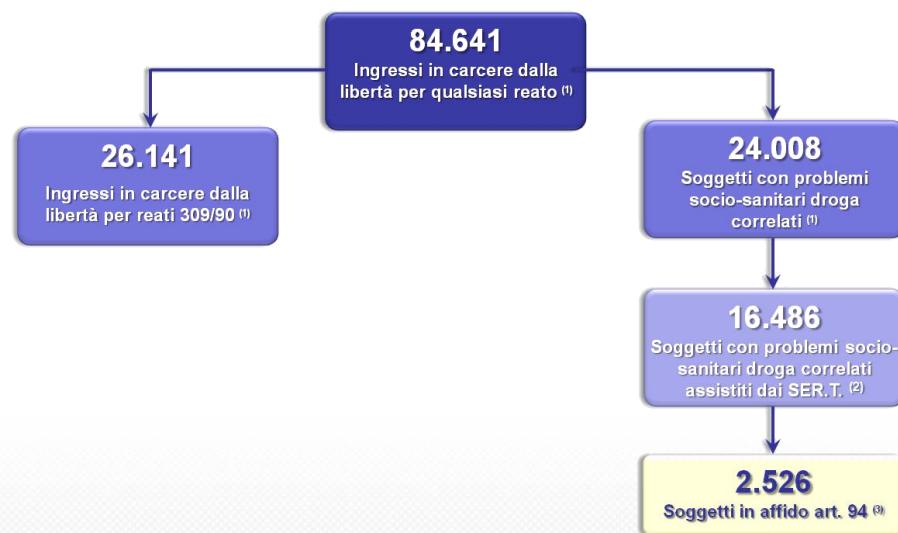 84.641
Ingressi in carcere dalla
libertà per qualsiasi reato (1)
26.141
Ingressi in carcere dalla
libertà per reati 309/90 (1)
24.008
Soggetti con problemi
socio-sanitari droga
correlati (1)
16.486
Soggetti con problemi socio-
sanitari droga correlati
assistiti dai SER.T. (2)
2.526
Soggetti in affido art. 94 (3)